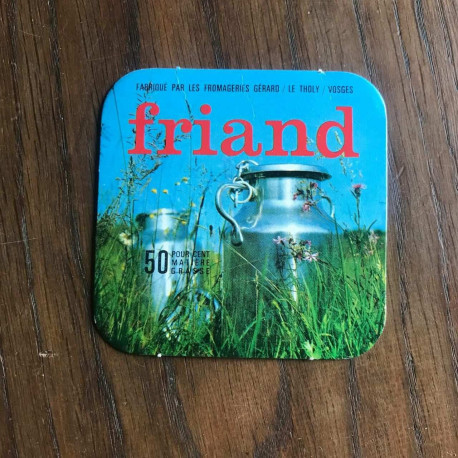 FABRIQUÉ PAR LES FROMAGERIES GÉRARD / LE THOLY / VOSGES
friand
50 POUR CENT
MATIÈRE
GRASSE